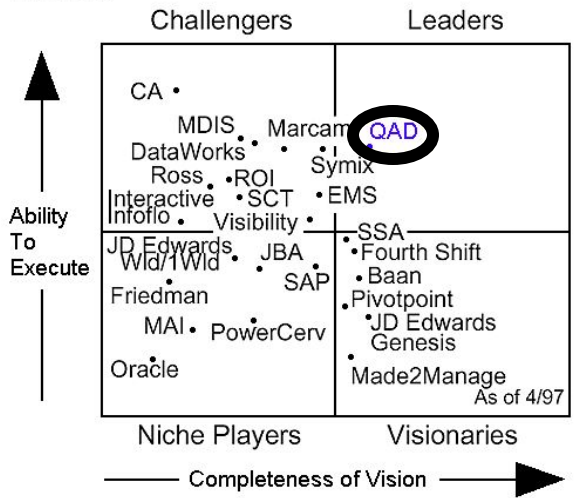 Challengers
Leaders
CA
MDIS
Marcam
QAD
DataWorks
Symix
Ross
ROI
Interactive
SCT
EMS
Infoflo
Visibility
Ability
To
Execute
SSA
JD Edwards
Wld/1Wld
JBA
Fourth Shift
SAP
Baan
Friedman
Pivotpoint
MAI
PowerCerv
JD Edwards
Genesis
Oracle
Made2Manage
As of 4/97
Niche Players
Visionaries
Completeness of Vision